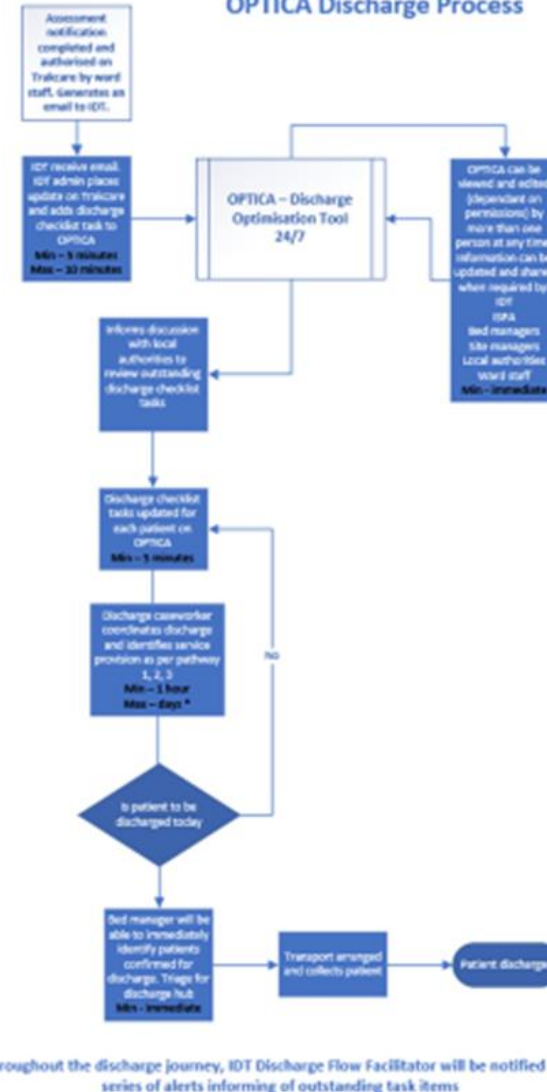 OPTICA Discharge Process
Assessment
notification
completed and
authorised on
Trakcare by ward
staff. Generates an
email to IDT.
IDT receive email.
IDT admin places
update on Trakcare
and adds discharge
checklist task to
OPTICA
Min – 5 minutes
Max – 10 minutes
OPTICA – Discharge
Optimisation Tool
24/7
OPTICA can be
viewed and edited
(dependant on
permissions) by
more than one
person at any time
Information can be
updated and share
when required by
IDT
ISPA
Bed managers
Site managers
Local authorities
Ward staff
Min - immediate
Informs discussion
with local
authorities to
review outstanding
discharge checklist
tasks
Discharge checklist
tasks updated for
each patient on
OPTICA
Min – 5 minutes
Discharge caseworker
coordinates discharge
and identifies service
provision as per pathway
1, 2, 3
Min – 1 hour
Max – days *
No
Is patient to be
discharged today
Bed manager will be
able to immediately
identify patients
confirmed for
discharge. Triage for
discharge hub
Min - Immediate
Transport arranged
and collects patient
Patient discharge
roughout the discharge journey, IDT Discharge Flow Facilitator will be notified
series of alerts informing of outstanding task items